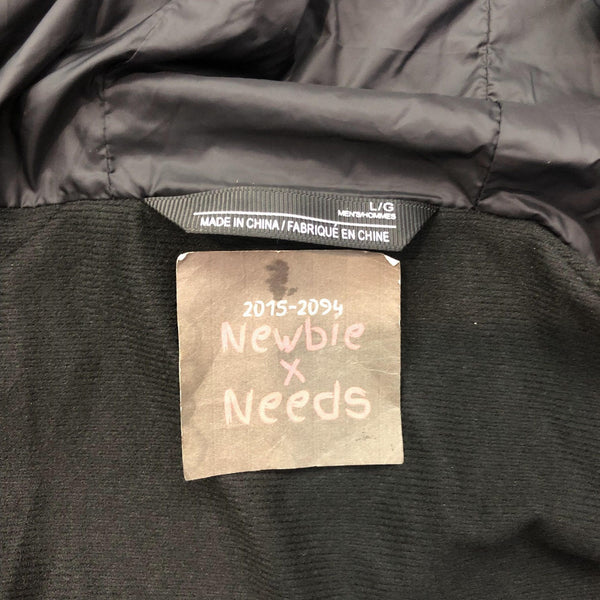 L/G
MEN'S/HOMMES
MADE IN CHINA / FABRIQUÉ EN CHINE
2015-2094
Newbie
x
Needs